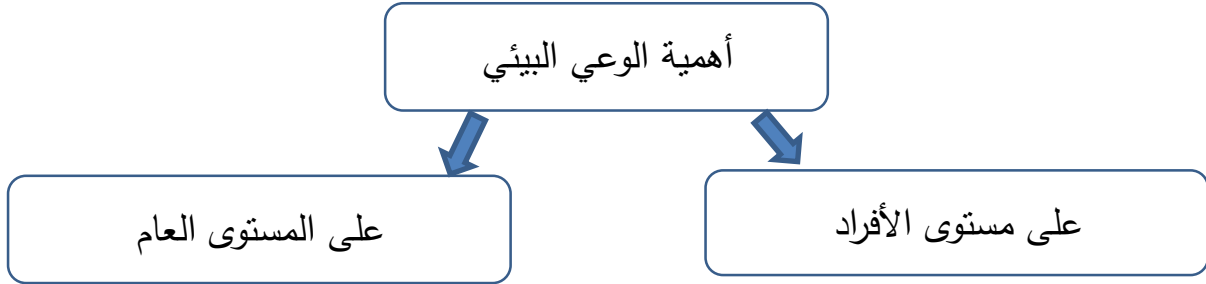 أهمية الوعي البيئي
على مستوى الأفراد
على المستوى العام